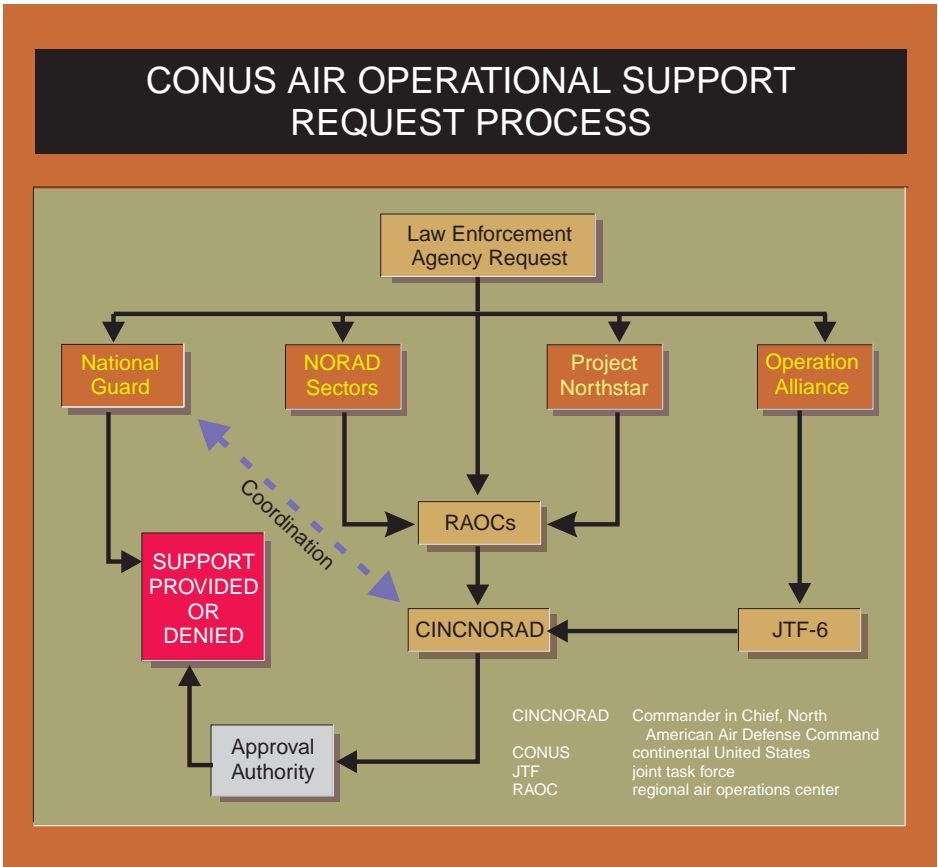 CONUS AIR OPERATIONAL SUPPORT
REQUEST PROCESS
Law Enforcement
Agency Request
National
Guard
NORAD
Sectors
Project
Northstar
Operation
Alliance
Coordination
RAOCs
SUPPORT
PROVIDED
OR
DENIED
CINCNORAD
JTF-6
Approval
Authority
CINCNORAD Commander in Chief, North
American Air Defense Command
CONUS continental United States
JTF joint task force
RAOC regional air operations center